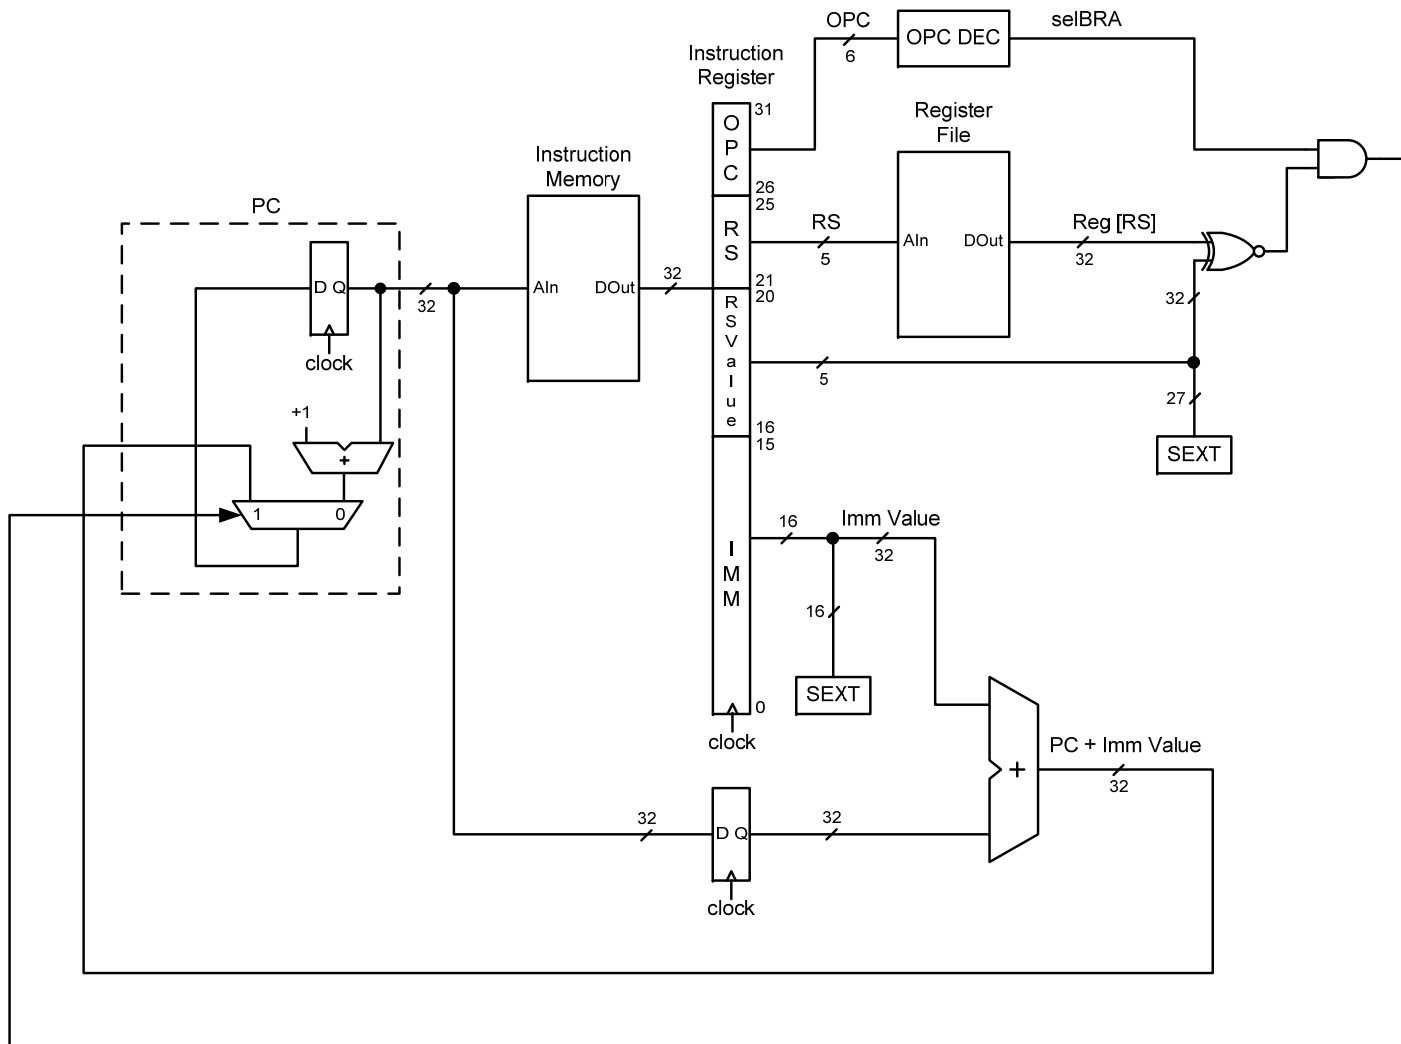 OPC
selBRA
OPC DEC
6
Instruction
Register
31
O
P
C
26
25
Register
File
Instruction
Memory
PC
R
S
RS
5
AIn
DOut
Reg [RS]
32
D Q
32
clock
AIn
DOut
32
21
20
R
S
V
a
l
u
e
32
5
27
SEXT
16
15
+1
+
1
0
I
M
M
16
Imm Value
32
16
SEXT
0
clock
PC + Imm Value
+
32
32
D Q
32
clock